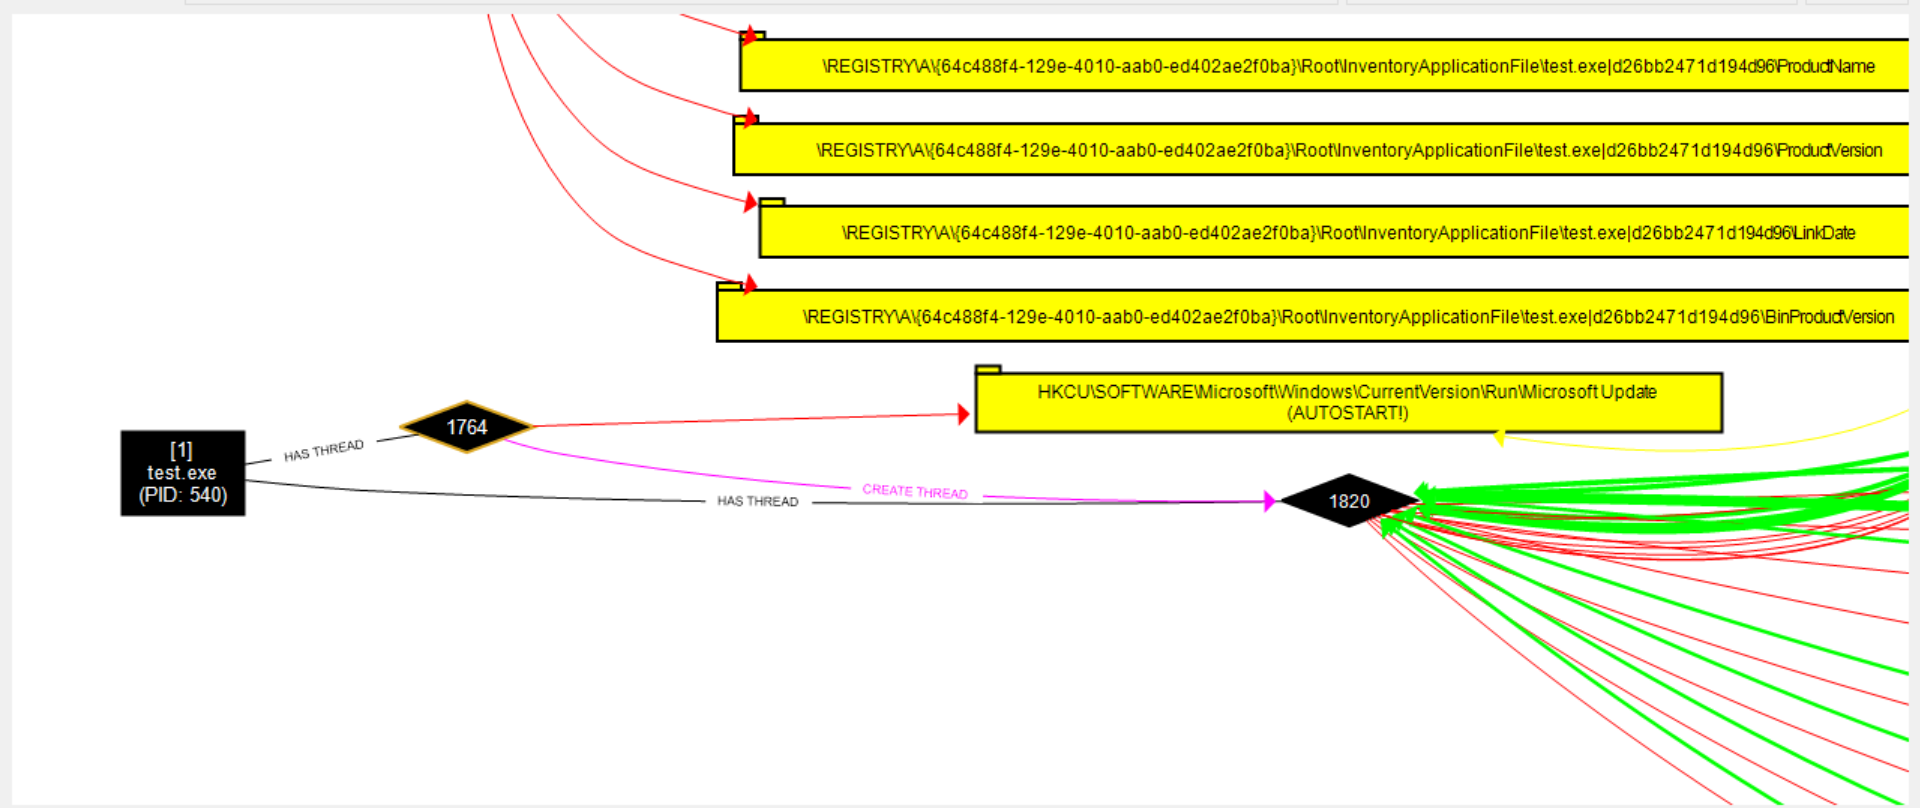 \REGISTRY\A\{64c488f4-129e-4010-aab0-ed402ae2f0ba}\Root\InventoryApplicationFile\test.exe|d26bb2471d194d96\ProductName
\REGISTRY\A\{64c488f4-129e-4010-aab0-ed402ae2f0ba}\Root\InventoryApplicationFile\test.exe|d26bb2471d194d96\ProductVersion
\REGISTRY\A\{64c488f4-129e-4010-aab0-ed402ae2f0ba}\Root\InventoryApplicationFile\test.exe|d26bb2471d194d96\LinkDate
\REGISTRY\A\{64c488f4-129e-4010-aab0-ed402ae2f0ba}\Root\InventoryApplicationFile\test.exe|d26bb2471d194d96\BinProductVersion
HKCU\SOFTWARE\Microsoft\Windows\CurrentVersion\Run\Microsoft Update
(AUTOSTART!)
1764
[1]
test.exe
(PID: 540)
HAS THREAD
CREATE THREAD
HAS THREAD
1820